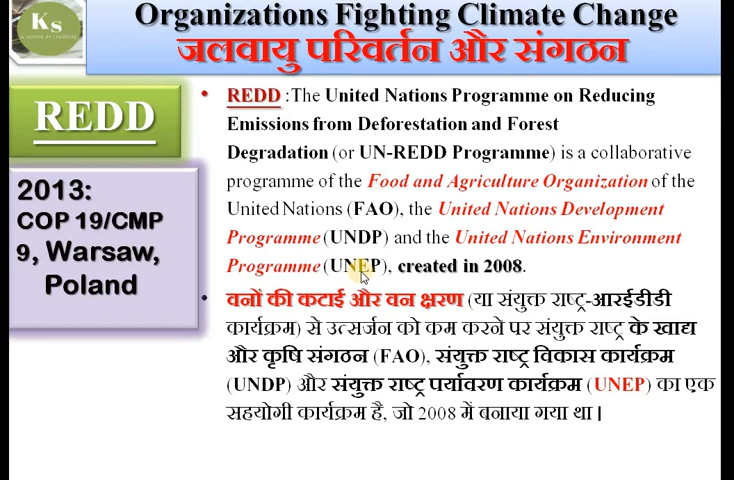 Ks
Organizations Fighting Climate Change
जलवायु परिवर्तन और संगठन
REDD
2013:
COP 19/CMP
9, Warsaw,
Poland
• REDD :The United Nations Programme on Reducing
Emissions from Deforestation and Forest
Degradation (or UN-REDD Programme) is a collaborative
programme of the Food and Agriculture Organization of the
United Nations (FAO), the United Nations Development
Programme (UNDP) and the United Nations Environment
Programme (UNEP), created in 2008.
• वनों की कटाई और वन क्षरण (या संयुक्त राष्ट्र-आरईडीडी
कार्यक्रम) से उत्सर्जन को कम करने पर संयुक्त राष्ट्र के खाद्य
और कृषि संगठन (FAO), संयुक्त राष्ट्र विकास कार्यक्रम
(UNDP) और संयुक्त राष्ट्र पर्यावरण कार्यक्रम (UNEP) का एक
सहयोगी कार्यक्रम है, जो 2008 में बनाया गया था।